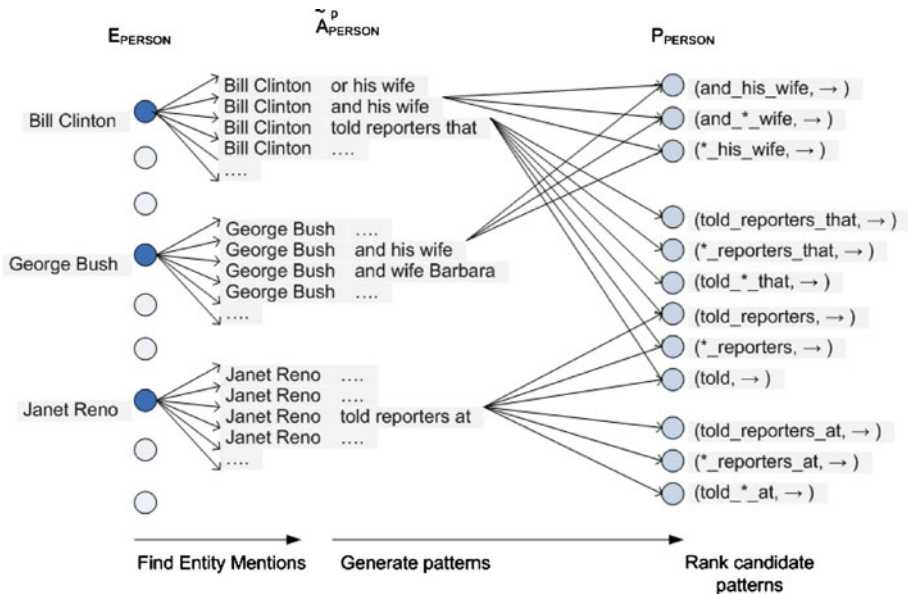 E_PERSON
Ã^p_PERSON
P_PERSON
Bill Clinton
Bill Clinton or his wife
Bill Clinton and his wife
Bill Clinton told reporters that
Bill Clinton ....
....
George Bush
George Bush ....
George Bush and his wife
George Bush and wife Barbara
George Bush ....
....
Janet Reno
Janet Reno ....
Janet Reno ....
Janet Reno told reporters at
Janet Reno ....
....
(and_his_wife, → )
(and_*_wife, → )
(*_his_wife, → )
(told_reporters_that, → )
(*_reporters_that, → )
(told_*_that, → )
(told_reporters, → )
(*_reporters, → )
(told, → )
(told_reporters_at, → )
(*_reporters_at, → )
(told_*_at, → )
Find Entity Mentions
Generate patterns
Rank candidate
patterns